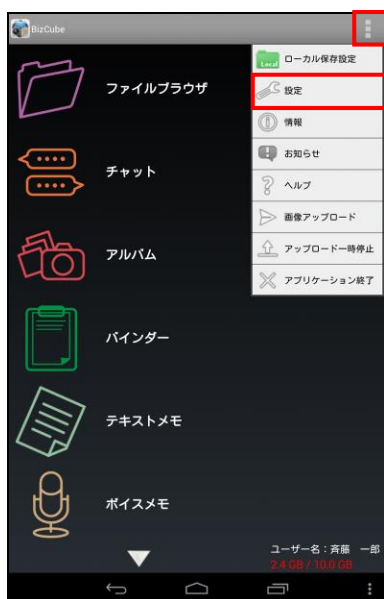 BizCube
ローカル保存設定
Local
設定
情報
お知らせ
ヘルプ
画像アップロード
アップロード一時停止
アプリケーション終了
ファイルブラウザ
チャット
アルバム
バインダー
テキストメモ
ボイスメモ
ユーザー名：斉藤　一郎
2.4 GB / 10.0 GB